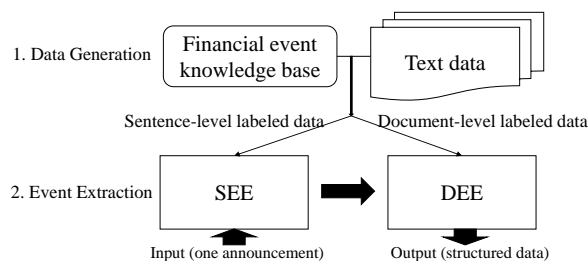 1. Data Generation
Financial event
knowledge base
Text data
Sentence-level labeled data
Document-level labeled data
2. Event Extraction
SEE
DEE
Input (one announcement)
Output (structured data)